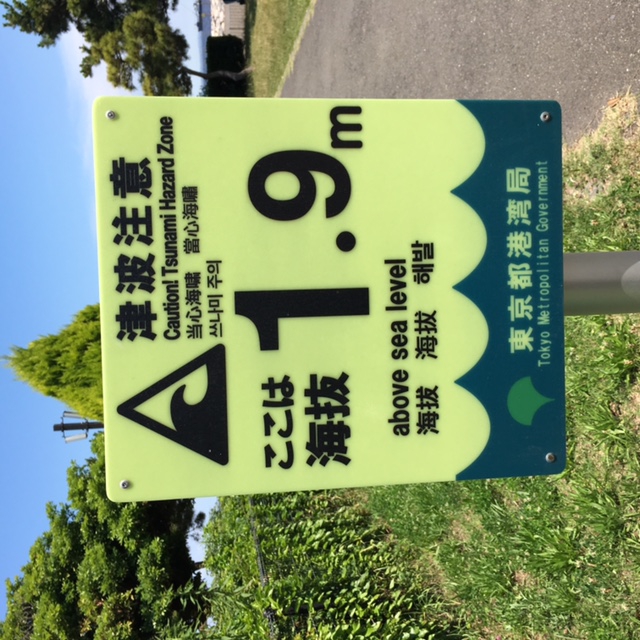 津波注意
Caution! Tsunami Hazard Zone
当心海啸 當心海嘯
쓰나미 주의
ここは
海抜
1.9m
above sea level
海拔 海拔 해발
東京都港湾局
Tokyo Metropolitan Government